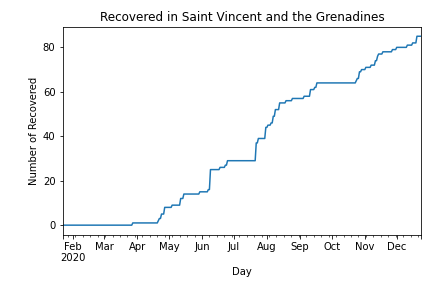 Recovered in Saint Vincent and the Grenadines
80
60
40
20
0
Number of Recovered
Feb Mar Apr May Jun Jul Aug Sep Oct Nov Dec
2020
Day